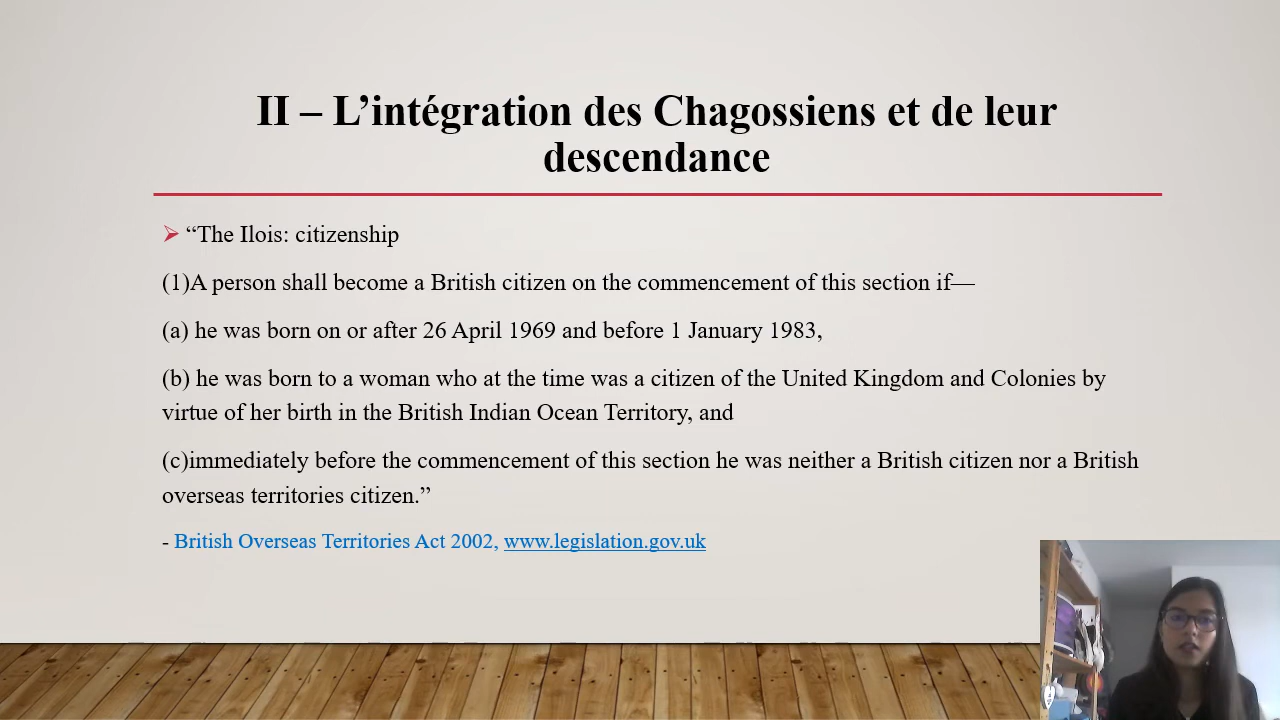 II – L’intégration des Chagossiens et de leur
descendance
“The Ilois: citizenship
(1)A person shall become a British citizen on the commencement of this section if—
(a) he was born on or after 26 April 1969 and before 1 January 1983,
(b) he was born to a woman who at the time was a citizen of the United Kingdom and Colonies by
virtue of her birth in the British Indian Ocean Territory, and
(c)immediately before the commencement of this section he was neither a British citizen nor a British
overseas territories citizen.”
- British Overseas Territories Act 2002, www.legislation.gov.uk